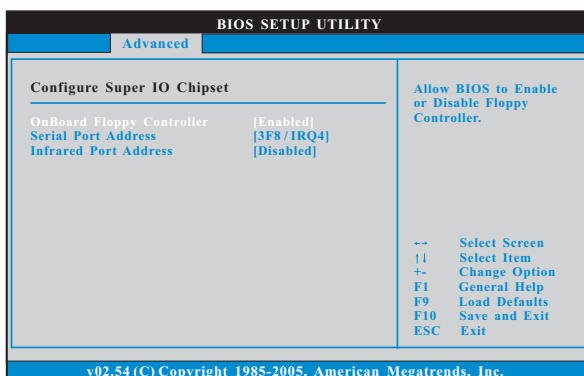 BIOS SETUP UTILITY
Advanced
Configure Super IO Chipset
OnBoard Floppy Controller [Enabled]
Serial Port Address [3F8 / IRQ4]
Infrared Port Address [Disabled]
Allow BIOS to Enable
or Disable Floppy
Controller.
←→ Select Screen
↑↓ Select Item
+- Change Option
F1 General Help
F9 Load Defaults
F10 Save and Exit
ESC Exit
v02.54 (C) Copyright 1985-2005, American Megatrends, Inc.